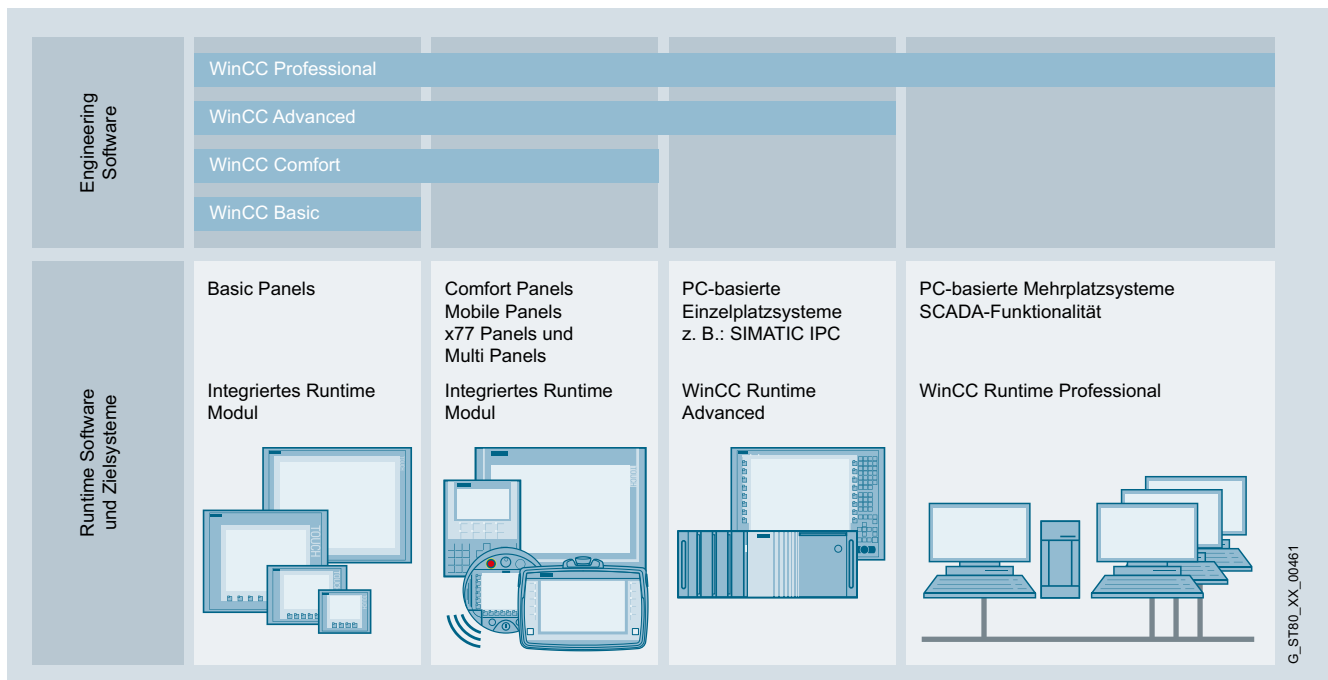 Engineering
Software
WinCC Professional
WinCC Advanced
WinCC Comfort
WinCC Basic
Runtime Software
und Zielsysteme
Basic Panels
Integriertes Runtime
Modul
Comfort Panels
Mobile Panels
x77 Panels und
Multi Panels
Integriertes Runtime
Modul
PC-basierte
Einzelplatzsysteme
z. B.: SIMATIC IPC
WinCC Runtime
Advanced
PC-basierte Mehrplatzsysteme
SCADA-Funktionalität
WinCC Runtime Professional
TOUCH
G_ST80_XX_00461